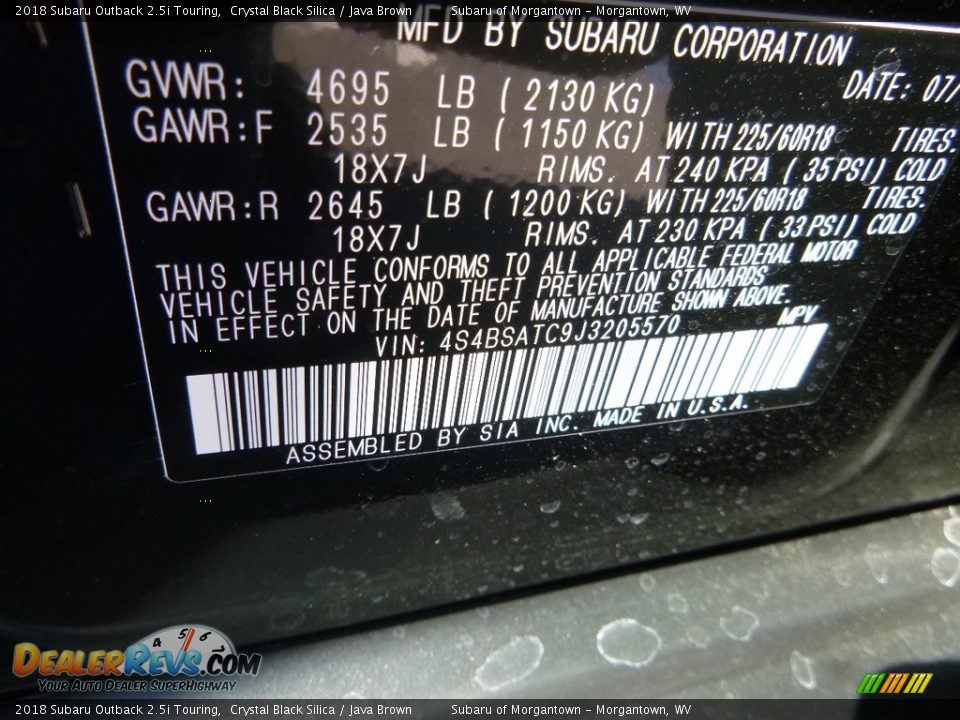 2018 Subaru Outback 2.5i Touring, Crystal Black Silica / Java Brown Subaru of Morgantown - Morgantown, WV
MFD BY SUBARU CORPORATION
GVWR: 4695 LB (2130 KG) DATE: 07/
GAWR:F 2535 LB (1150 KG) WITH 225/60R18 TIRES.
18X7J RIMS. AT 240 KPA (35PSI) COLD
GAWR:R 2645 LB (1200 KG) WITH 225/60R18 TIRES.
18X7J RIMS. AT 230 KPA (33PSI) COLD
THIS VEHICLE CONFORMS TO ALL APPLICABLE FEDERAL MOTOR
VEHICLE SAFETY AND THEFT PREVENTION STANDARDS
IN EFFECT ON THE DATE OF MANUFACTURE SHOWN ABOVE.
VIN: 4S4BSATC9J3205570 MPV
ASSEMBLED BY SIA INC. MADE IN U.S.A.
4 5 6
DEALERREVS.COM
YOUR AUTO DEALER SUPERHIGHWAY
2018 Subaru Outback 2.5i Touring, Crystal Black Silica / Java Brown Subaru of Morgantown - Morgantown, WV